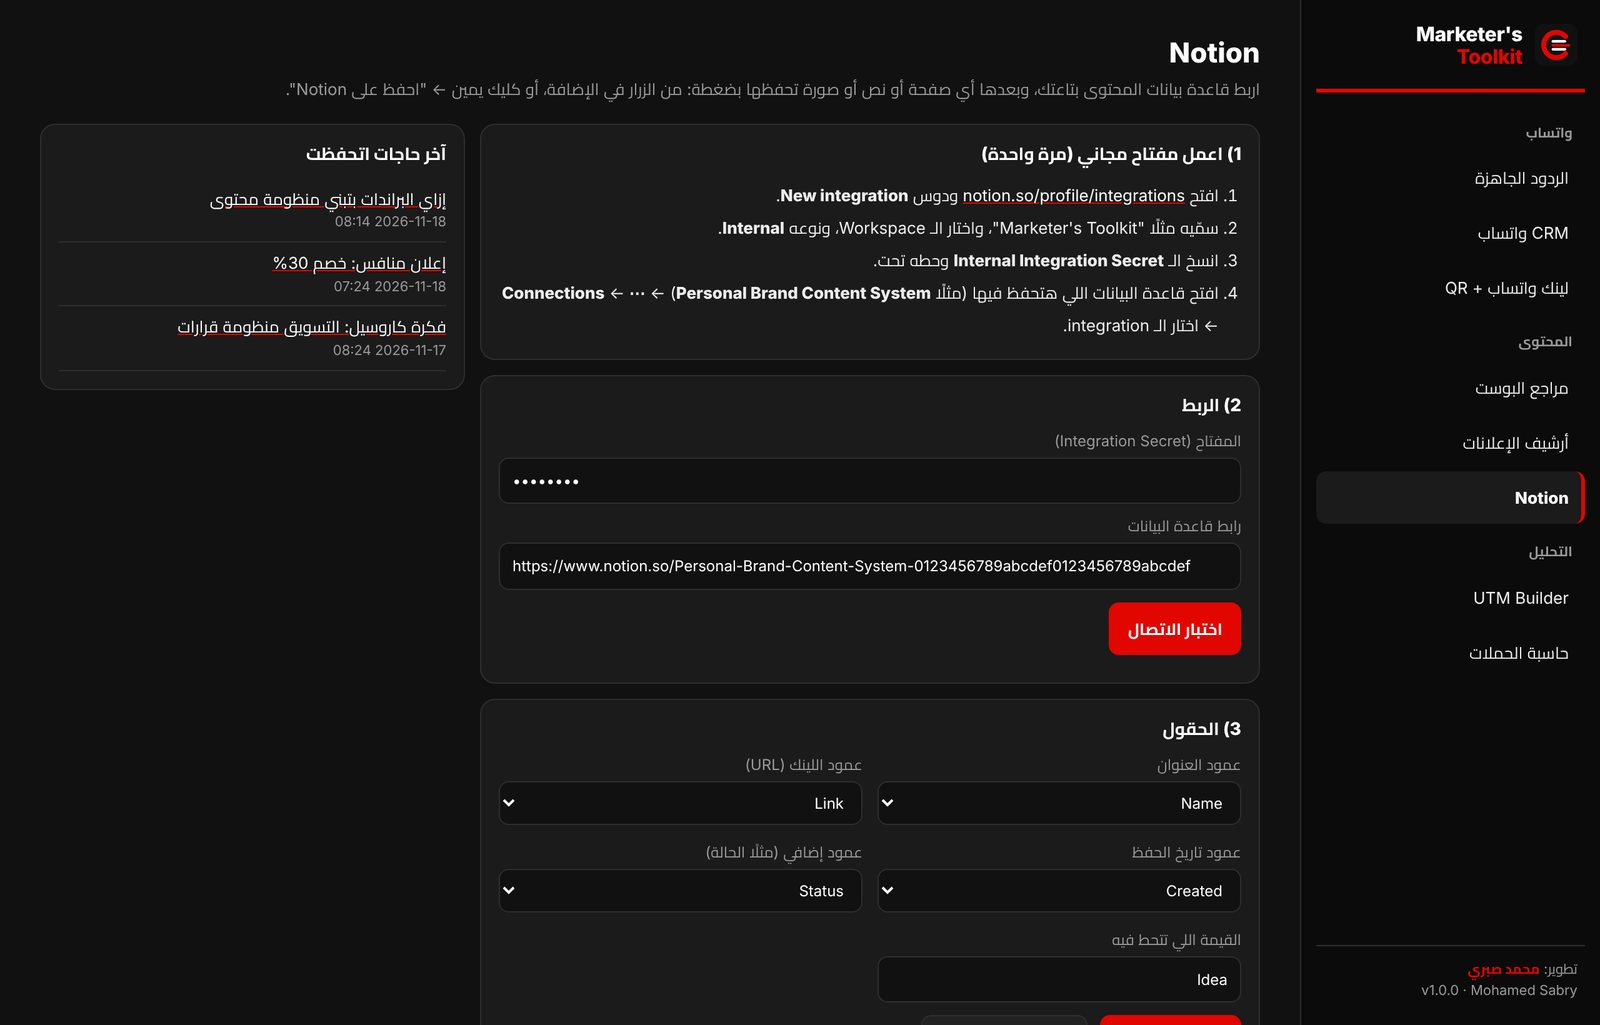 Marketer's
Toolkit
واتساب
الردود الجاهزة
CRM واتساب
لينك واتساب + QR
المحتوى
مراجع البوست
أرشيف الإعلانات
Notion
التحليل
UTM Builder
حاسبة الحملات
تطوير: محمد صبري
v1.0.0 · Mohamed Sabry
Notion
اربط قاعدة بيانات المحتوى بتاعتك، وبعدها أي صفحة أو نص أو صورة تحفظها بضغطة: من الزرار في الإضافة، أو كليك يمين ← "احفظ على Notion".
1) اعمل مفتاح مجاني (مرة واحدة)
1. افتح notion.so/profile/integrations ودوس New integration.
2. سمّيه مثلًا "Marketer's Toolkit"، واختار الـ Workspace، ونوعه Internal.
3. انسخ الـ Internal Integration Secret وحطه تحت.
4. افتح قاعدة البيانات اللي هتحفظ فيها (مثلًا Personal Brand Content System) ← ··· ← Connections
← اختار الـ integration.
2) الربط
المفتاح (Integration Secret)
••••••••
رابط قاعدة البيانات
https://www.notion.so/Personal-Brand-Content-System-0123456789abcdef0123456789abcdef
اختبار الاتصال
3) الحقول
عمود العنوان
Name
عمود اللينك (URL)
Link
عمود تاريخ الحفظ
Created
عمود إضافي (مثلًا الحالة)
Status
القيمة اللي تتحط فيه
Idea
آخر حاجات اتحفظت
إزاي البراندات بتبني منظومة محتوى
2026-11-18 08:14
إعلان منافس: خصم 30%
2026-11-18 07:24
فكرة كاروسيل: التسويق منظومة قرارات
2026-11-17 08:24